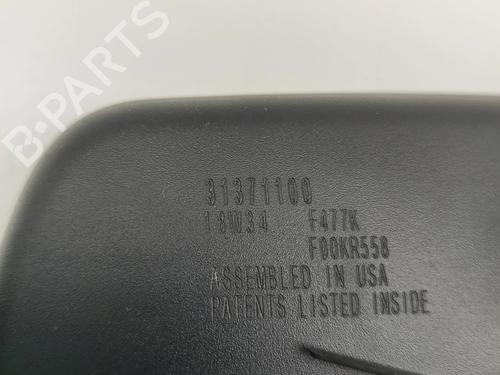 B-PARTS
31371100
18W34 F477K
F00KR558
ASSEMBLED IN USA
PATENTS LISTED INSIDE